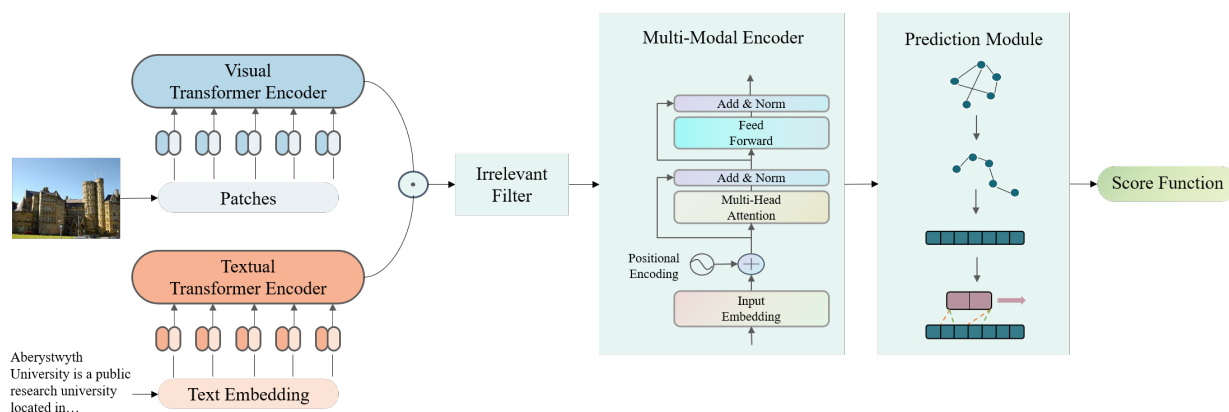 Visual
Transformer Encoder
Patches
Textual
Transformer Encoder
Aberystwyth
University is a public
research university
located in...
Text Embedding
Irrelevant
Filter
Multi-Modal Encoder
Add & Norm
Feed
Forward
Add & Norm
Multi-Head
Attention
Positional
Encoding
Input
Embedding
Prediction Module
Score Function